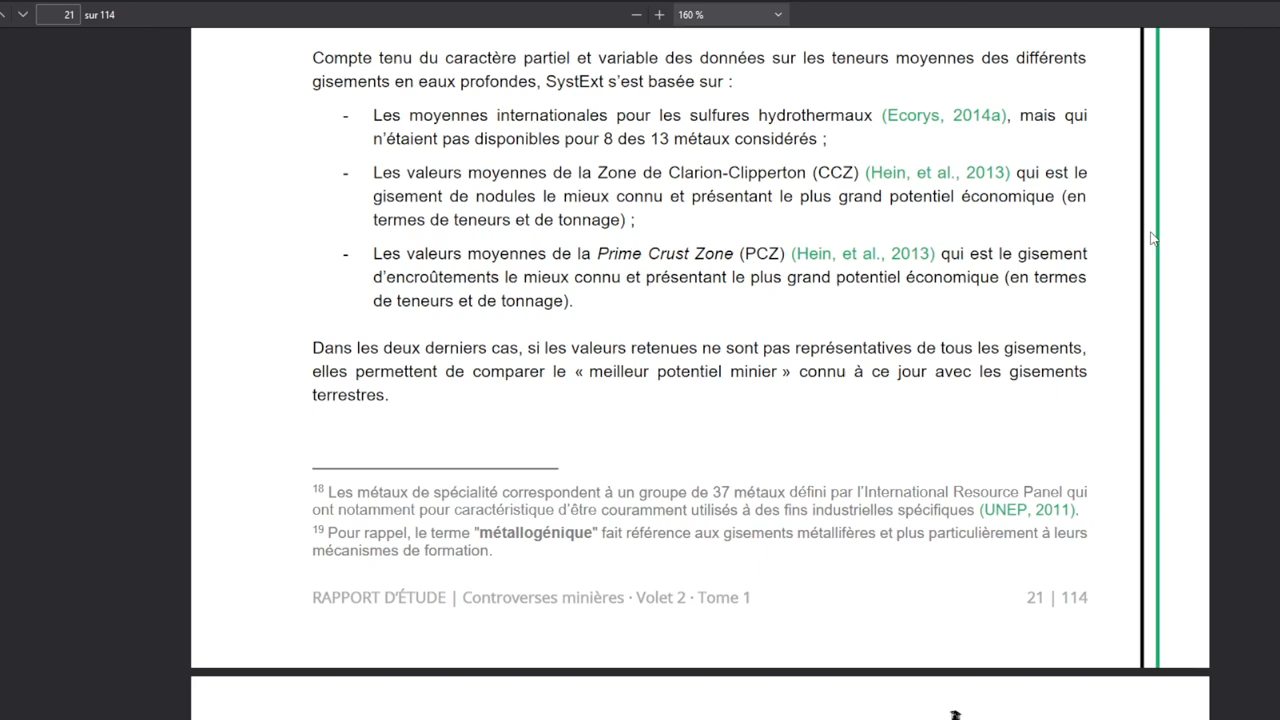 21 sur 114
160 %
Compte tenu du caractère partiel et variable des données sur les teneurs moyennes des différents
gisements en eaux profondes, SystExt s’est basée sur :
- Les moyennes internationales pour les sulfures hydrothermaux (Ecorys, 2014a), mais qui
n’étaient pas disponibles pour 8 des 13 métaux considérés ;
- Les valeurs moyennes de la Zone de Clarion-Clipperton (CCZ) (Hein, et al., 2013) qui est le
gisement de nodules le mieux connu et présentant le plus grand potentiel économique (en
termes de teneurs et de tonnage) ;
- Les valeurs moyennes de la Prime Crust Zone (PCZ) (Hein, et al., 2013) qui est le gisement
d’encroûtements le mieux connu et présentant le plus grand potentiel économique (en termes
de teneurs et de tonnage).
Dans les deux derniers cas, si les valeurs retenues ne sont pas représentatives de tous les gisements,
elles permettent de comparer le « meilleur potentiel minier » connu à ce jour avec les gisements
terrestres.
18 Les métaux de spécialité correspondent à un groupe de 37 métaux défini par l’International Resource Panel qui
ont notamment pour caractéristique d’être couramment utilisés à des fins industrielles spécifiques (UNEP, 2011).
19 Pour rappel, le terme "métallogénique" fait référence aux gisements métallifères et plus particulièrement à leurs
mécanismes de formation.
RAPPORT D’ÉTUDE | Controverses minières · Volet 2 · Tome 1 21 | 114